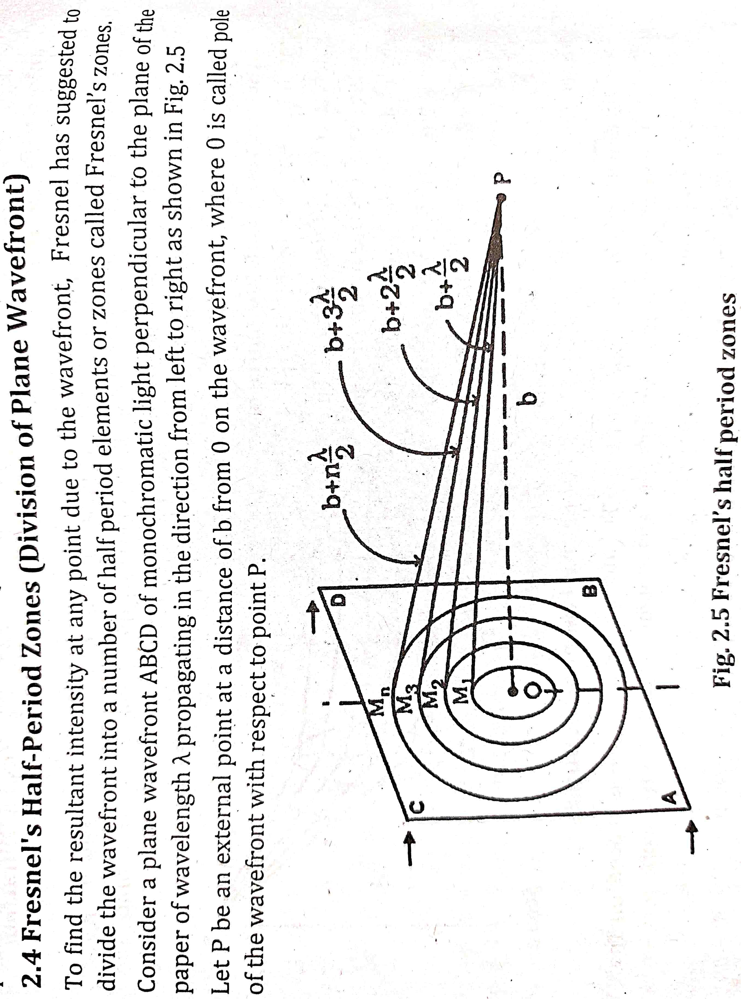 2.4 Fresnel's Half-Period Zones (Division of Plane Wavefront)
To find the resultant intensity at any point due to the wavefront, Fresnel has suggested to
divide the wavefront into a number of half period elements or zones called Fresnel's zones.
Consider a plane wavefront ABCD of monochromatic light perpendicular to the plane of the
paper of wavelength λ propagating in the direction from left to right as shown in Fig. 2.5
Let P be an external point at a distance of b from 0 on the wavefront, where 0 is called pole
of the wavefront with respect to point P.
b+n λ/2
b+3 λ/2
b+2 λ/2
b+ λ/2
D
C
Mn
M3
M2
M1
O
b
P
B
A
Fig. 2.5 Fresnel's half period zones